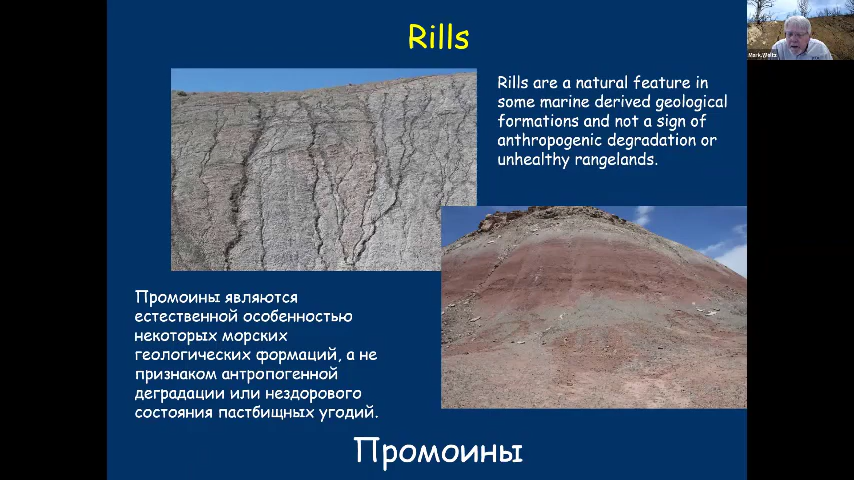 Rills
Rills are a natural feature in
some marine derived geological
formations and not a sign of
anthropogenic degradation or
unhealthy rangelands.
Промоины являются
естественной особенностью
некоторых морских
геологических формаций, а не
признаком антропогенной
деградации или нездорового
состояния пастбищных угодий.
Промоины
Mark.Weltz